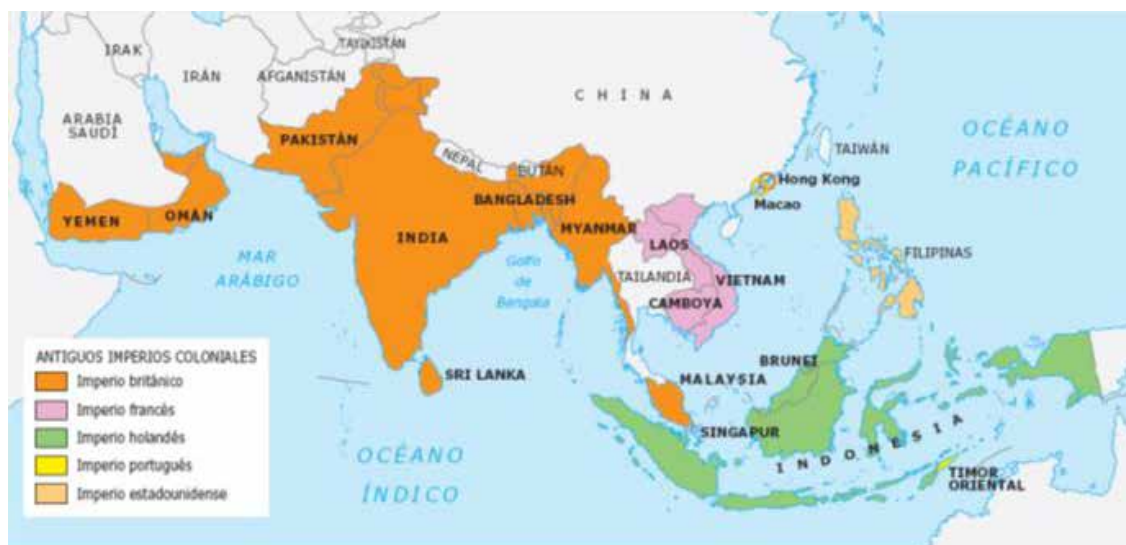 TAYIKISTÁN
IRAK
IRÁN
AFGANISTÁN
CHINA
ARABIA
SAUDÍ
PAKISTÁN
NEPAL
BUTÁN
OCÉANO
PACÍFICO
TAIWÁN
Hong Kong
Macao
BANGLADESH
YEMEN
OMÁN
INDIA
MYANMAR
LAOS
MAR
ARÁBIGO
Golfo
de
Bengala
TAILANDIA
VIETNAM
FILIPINAS
CAMBOYA
ANTIGUOS IMPERIOS COLONIALES
Imperio británico
Imperio francés
Imperio holandés
Imperio portugués
Imperio estadounidense
SRI LANKA
BRUNEI
MALAYSIA
SINGAPUR
INDONESIA
OCÉANO
ÍNDICO
TIMOR
ORIENTAL